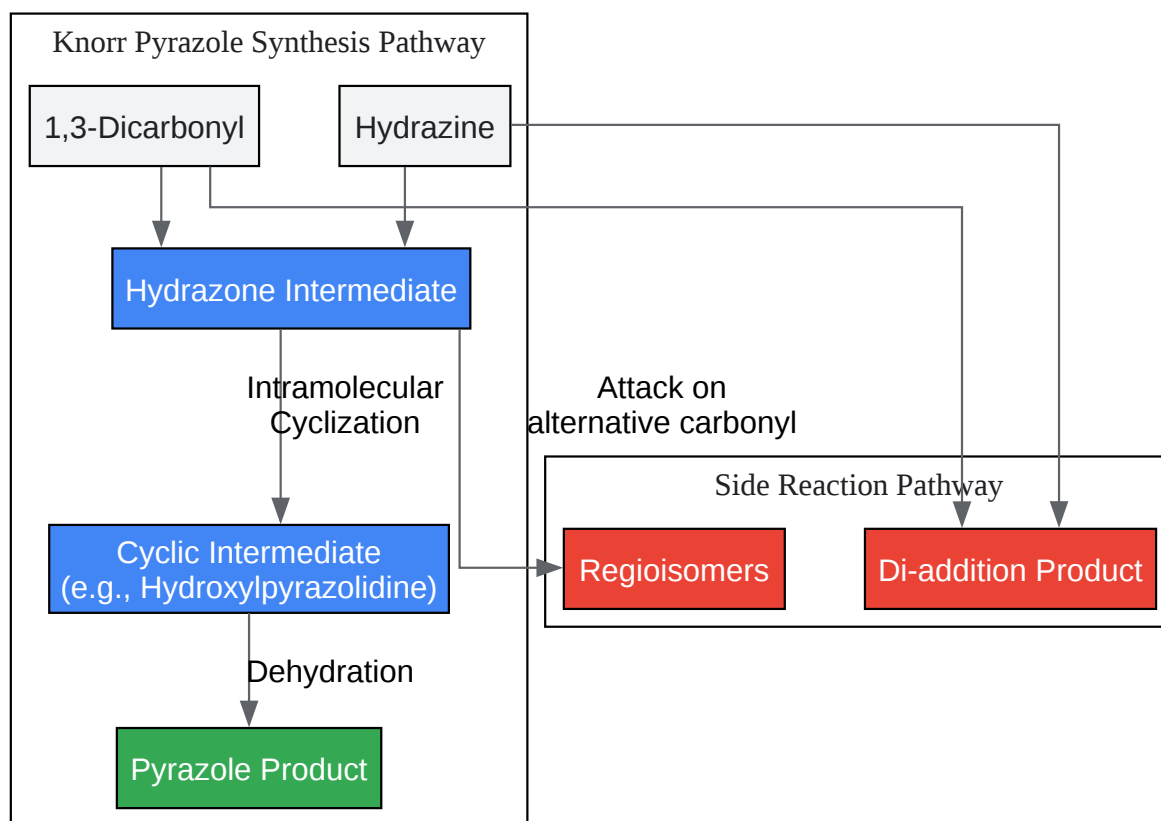 Knorr Pyrazole Synthesis Pathway
1,3-Dicarbonyl
Hydrazine
Hydrazone Intermediate
Intramolecular
Cyclization
Attack on
alternative carbonyl
Side Reaction Pathway
Cyclic Intermediate
(e.g., Hydroxylpyrazolidine)
Regioisomers
Di-addition Product
Dehydration
Pyrazole Product